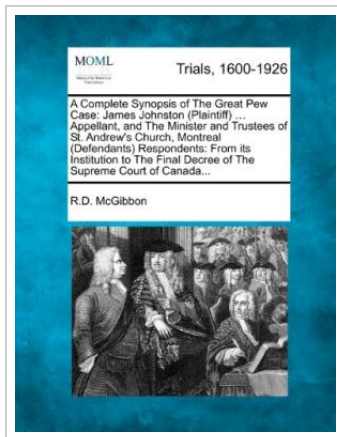 MOML
Trials, 1600-1926
A Complete Synopsis of The Great Pew
Case: James Johnston (Plaintiff) ...
Appellant, and The Minister and Trustees of
St. Andrew's Church, Montreal
(Defendants) Respondents: From its
Institution to The Final Decree of The
Supreme Court of Canada...
R.D. McGibbon